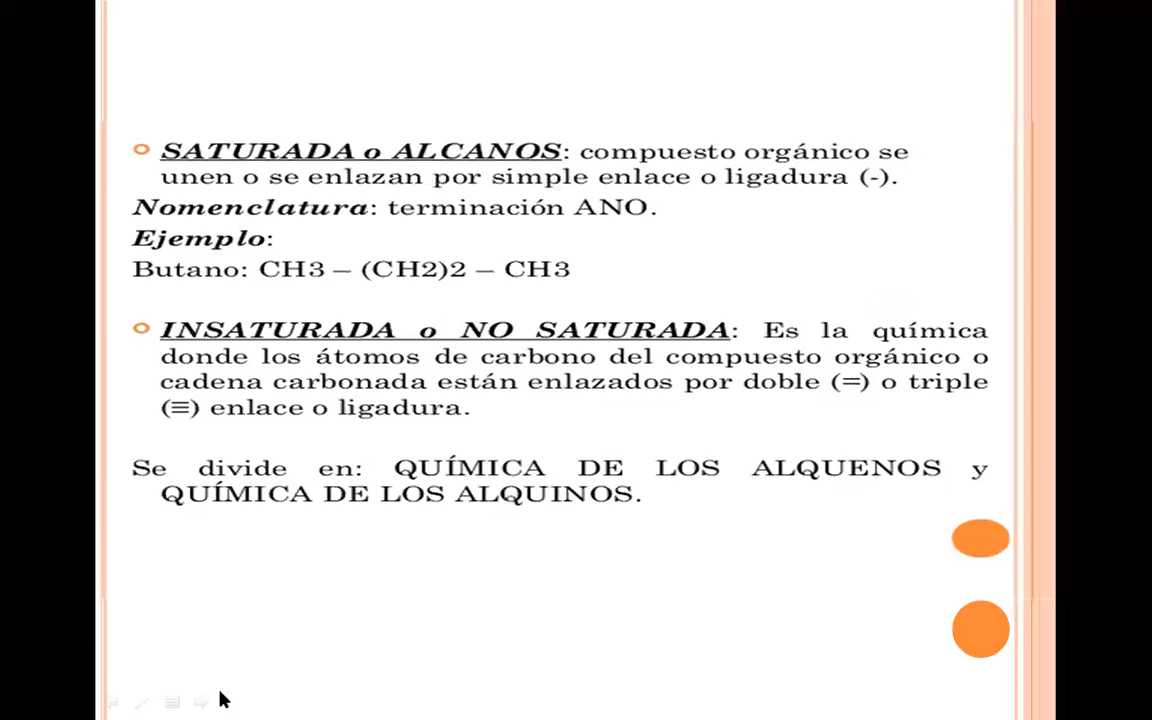 SATURADA o ALCANOS: compuesto orgánico se
unen o se enlazan por simple enlace o ligadura (-).
Nomenclatura: terminación ANO.
Ejemplo:
Butano: CH3 – (CH2)2 – CH3
INSATURADA o NO SATURADA: Es la química
donde los átomos de carbono del compuesto orgánico o
cadena carbonada están enlazados por doble (=) o triple
(≡) enlace o ligadura.
Se divide en: QUÍMICA DE LOS ALQUENOS y
QUÍMICA DE LOS ALQUINOS.